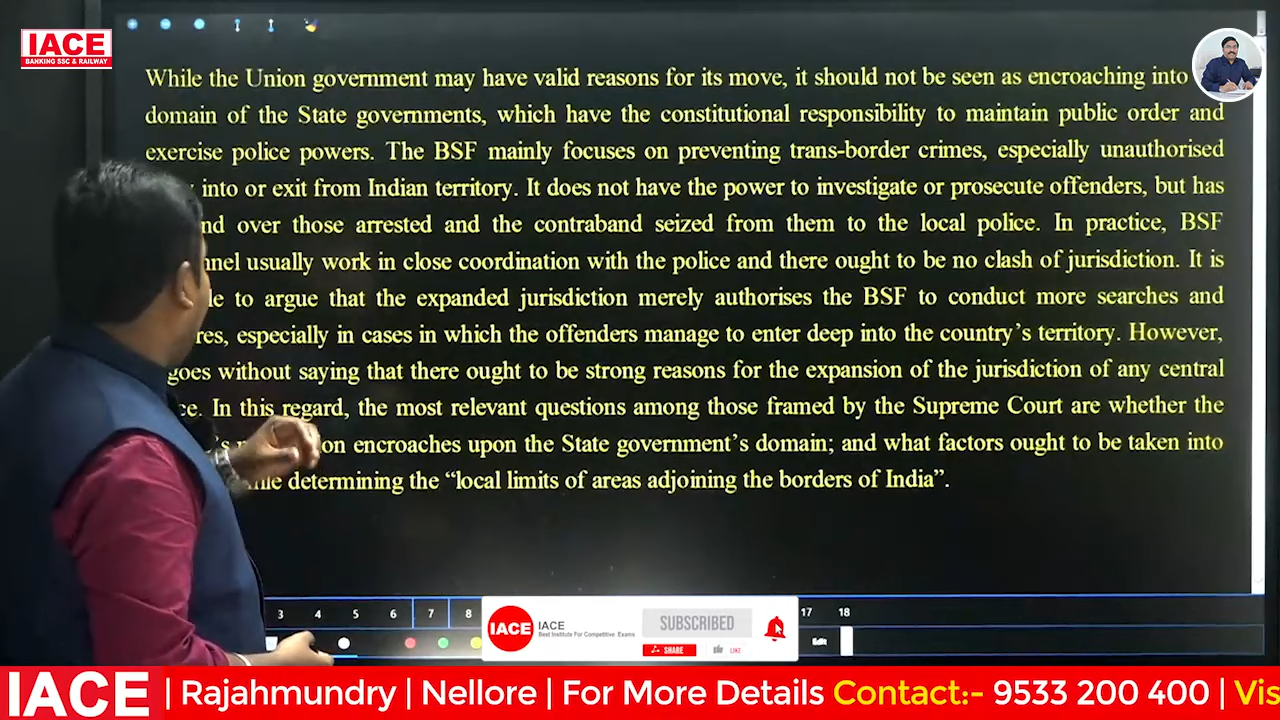 IACE
BANKING SSC & RAILWAY
While the Union government may have valid reasons for its move, it should not be seen as encroaching into
domain of the State governments, which have the constitutional responsibility to maintain public order and
exercise police powers. The BSF mainly focuses on preventing trans-border crimes, especially unauthorised
into or exit from Indian territory. It does not have the power to investigate or prosecute offenders, but has
over those arrested and the contraband seized from them to the local police. In practice, BSF
usually work in close coordination with the police and there ought to be no clash of jurisdiction. It is
to argue that the expanded jurisdiction merely authorises the BSF to conduct more searches and
especially in cases in which the offenders manage to enter deep into the country's territory. However,
goes without saying that there ought to be strong reasons for the expansion of the jurisdiction of any central
In this regard, the most relevant questions among those framed by the Supreme Court are whether the
encroaches upon the State government's domain; and what factors ought to be taken into
determining the “local limits of areas adjoining the borders of India”.
3 4 5 6 7 8 17 18
Edit
IACE
IACE
Best Institute For Competitive Exams
SUBSCRIBED
SHARE
LIKE
IACE | Rajahmundry | Nellore | For More Details Contact:- 9533 200 400 | Vis